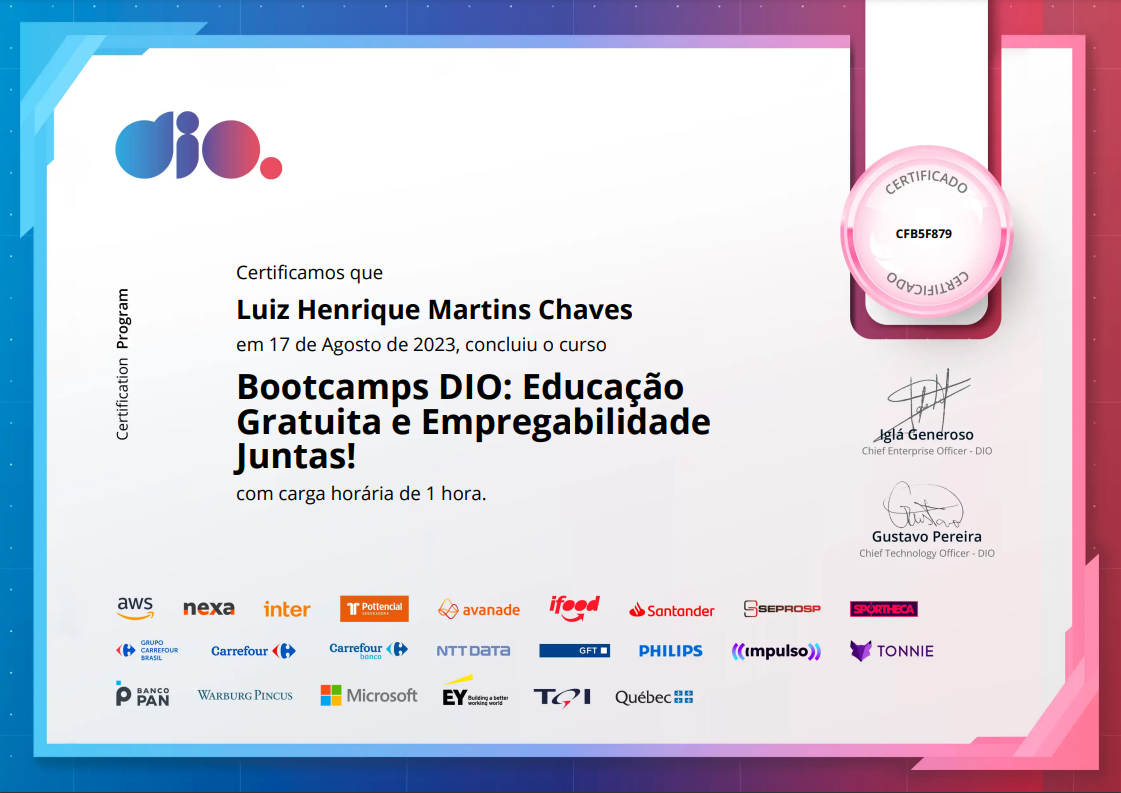 dio.
CERTIFICADO
CFB5F879
CERTIFICADO
Certification Program
Certificamos que
Luiz Henrique Martins Chaves
em 17 de Agosto de 2023, concluiu o curso
Bootcamps DIO: Educação
Gratuita e Empregabilidade
Juntas!
com carga horária de 1 hora.
Iglá Generoso
Chief Enterprise Officer - DIO
Gustavo Pereira
Chief Technology Officer - DIO
aws nexa inter Pottencial SEGURADORA avanade ifood Santander SEPROSP SPORTHECA
GRUPO CARREFOUR BRASIL Carrefour Carrefour banco NTT DATA GFT PHILIPS impulso TONNIE
BANCO PAN WARBURG PINCUS Microsoft EY Building a better working world TQI Québec